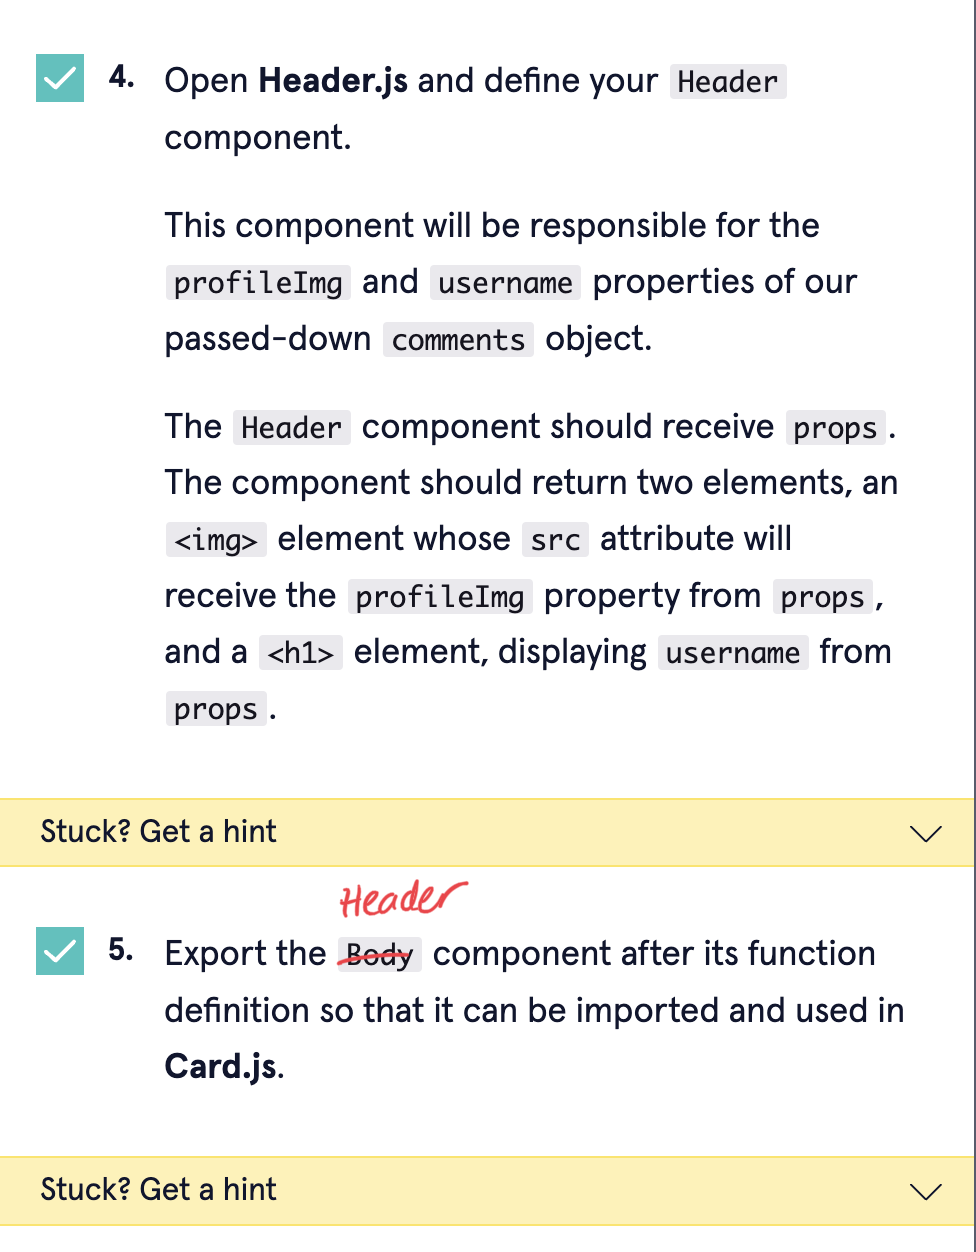 4. Open Header.js and define your Header
component.
This component will be responsible for the
profileImg and username properties of our
passed-down comments object.
The Header component should receive props.
The component should return two elements, an
<img> element whose src attribute will
receive the profileImg property from props,
and a <h1> element, displaying username from
props.
Stuck? Get a hint
Header
5. Export the Body component after its function
definition so that it can be imported and used in
Card.js.
Stuck? Get a hint